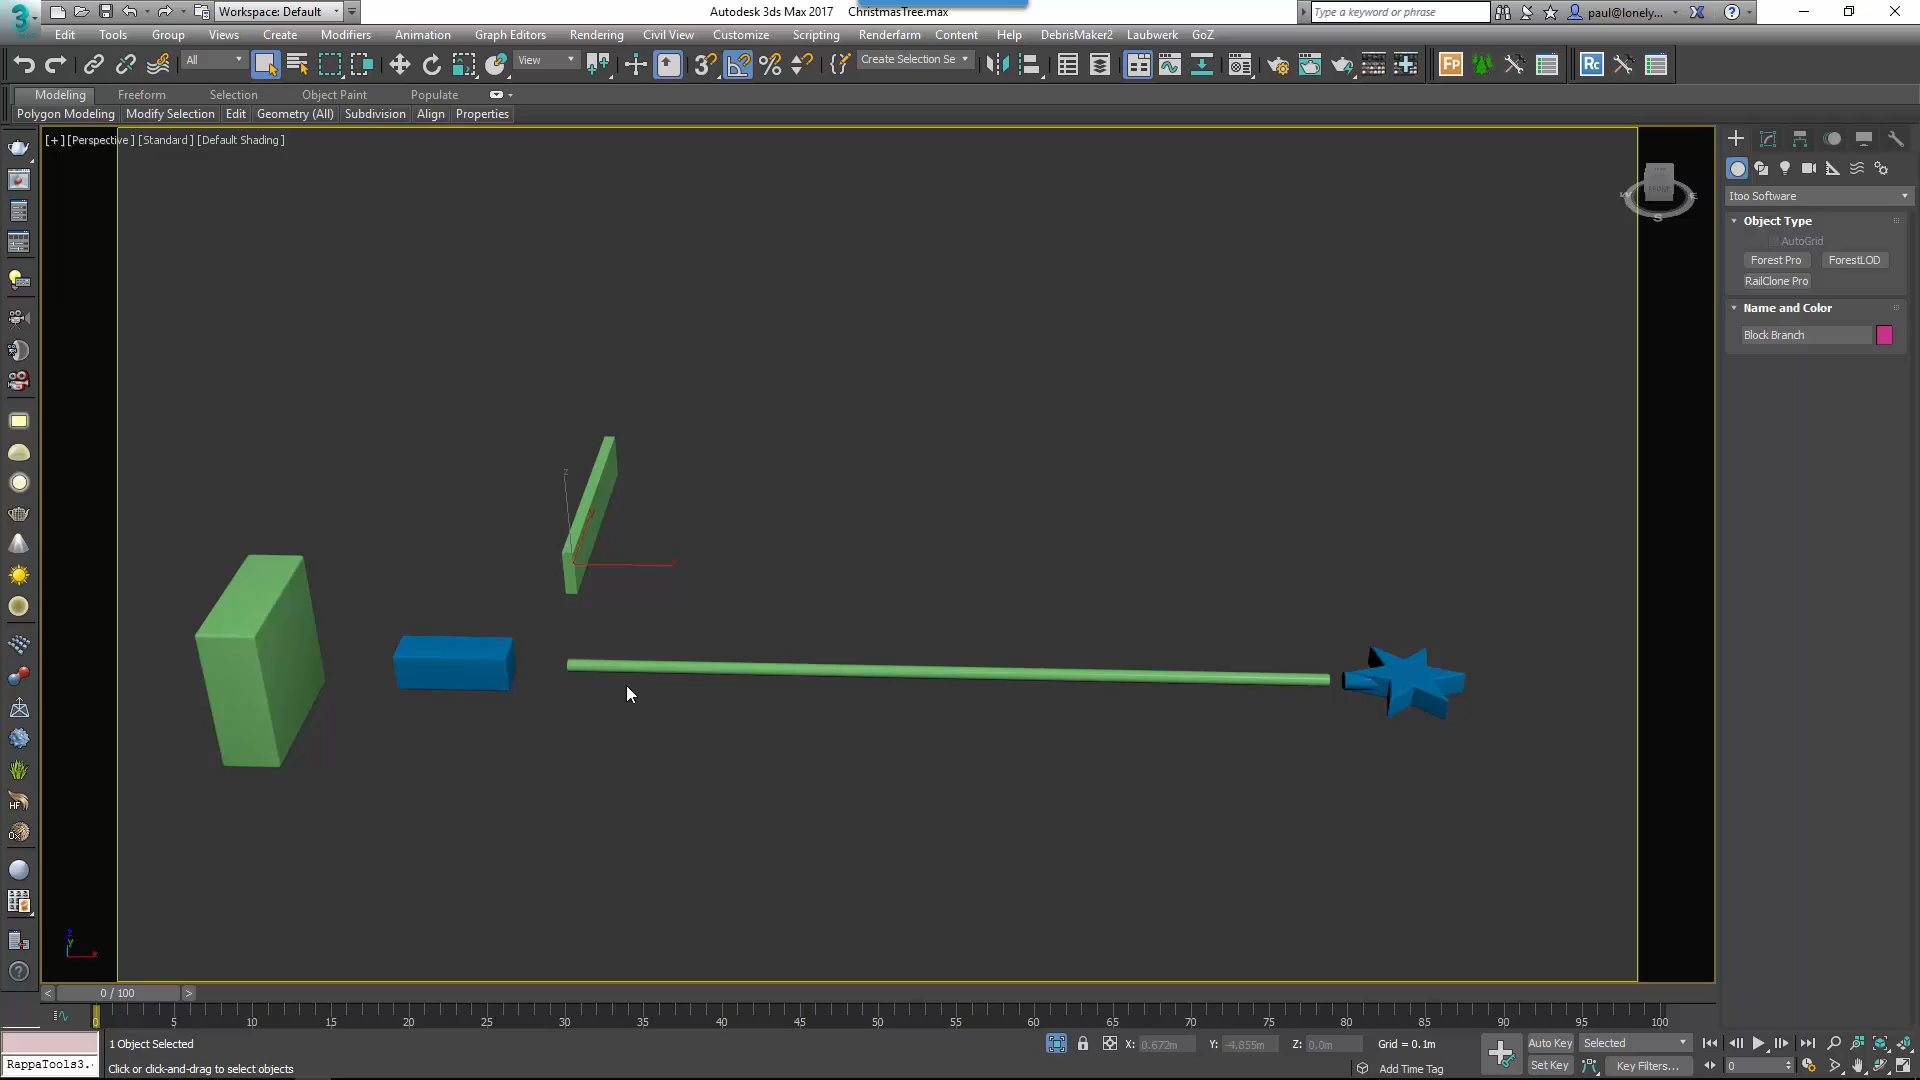 Workspace: Default
Autodesk 3ds Max 2017 ChristmasTree.max
Type a keyword or phrase
paul@lonely...
Edit Tools Group Views Create Modifiers Animation Graph Editors Rendering Civil View Customize Scripting Renderfarm Content Help DebrisMaker2 Laubwerk GoZ
All View Create Selection Se
Modeling Freeform Selection Object Paint Populate
Polygon Modeling Modify Selection Edit Geometry (All) Subdivision Align Properties
[+] [Perspective] [Standard] [Default Shading]
Itoo Software
Object Type
AutoGrid
Forest Pro ForestLOD
RailClone Pro
Name and Color
Block Branch
0 / 100
0 5 10 15 20 25 30 35 40 45 50 55 60 65 70 75 80 85 90 95 100
1 Object Selected
X: 0.672m Y: -4.855m Z: 0.0m Grid = 0.1m
Auto Key Selected
RappaTools3.
Click or click-and-drag to select objects
Add Time Tag
Set Key Key Filters... 0